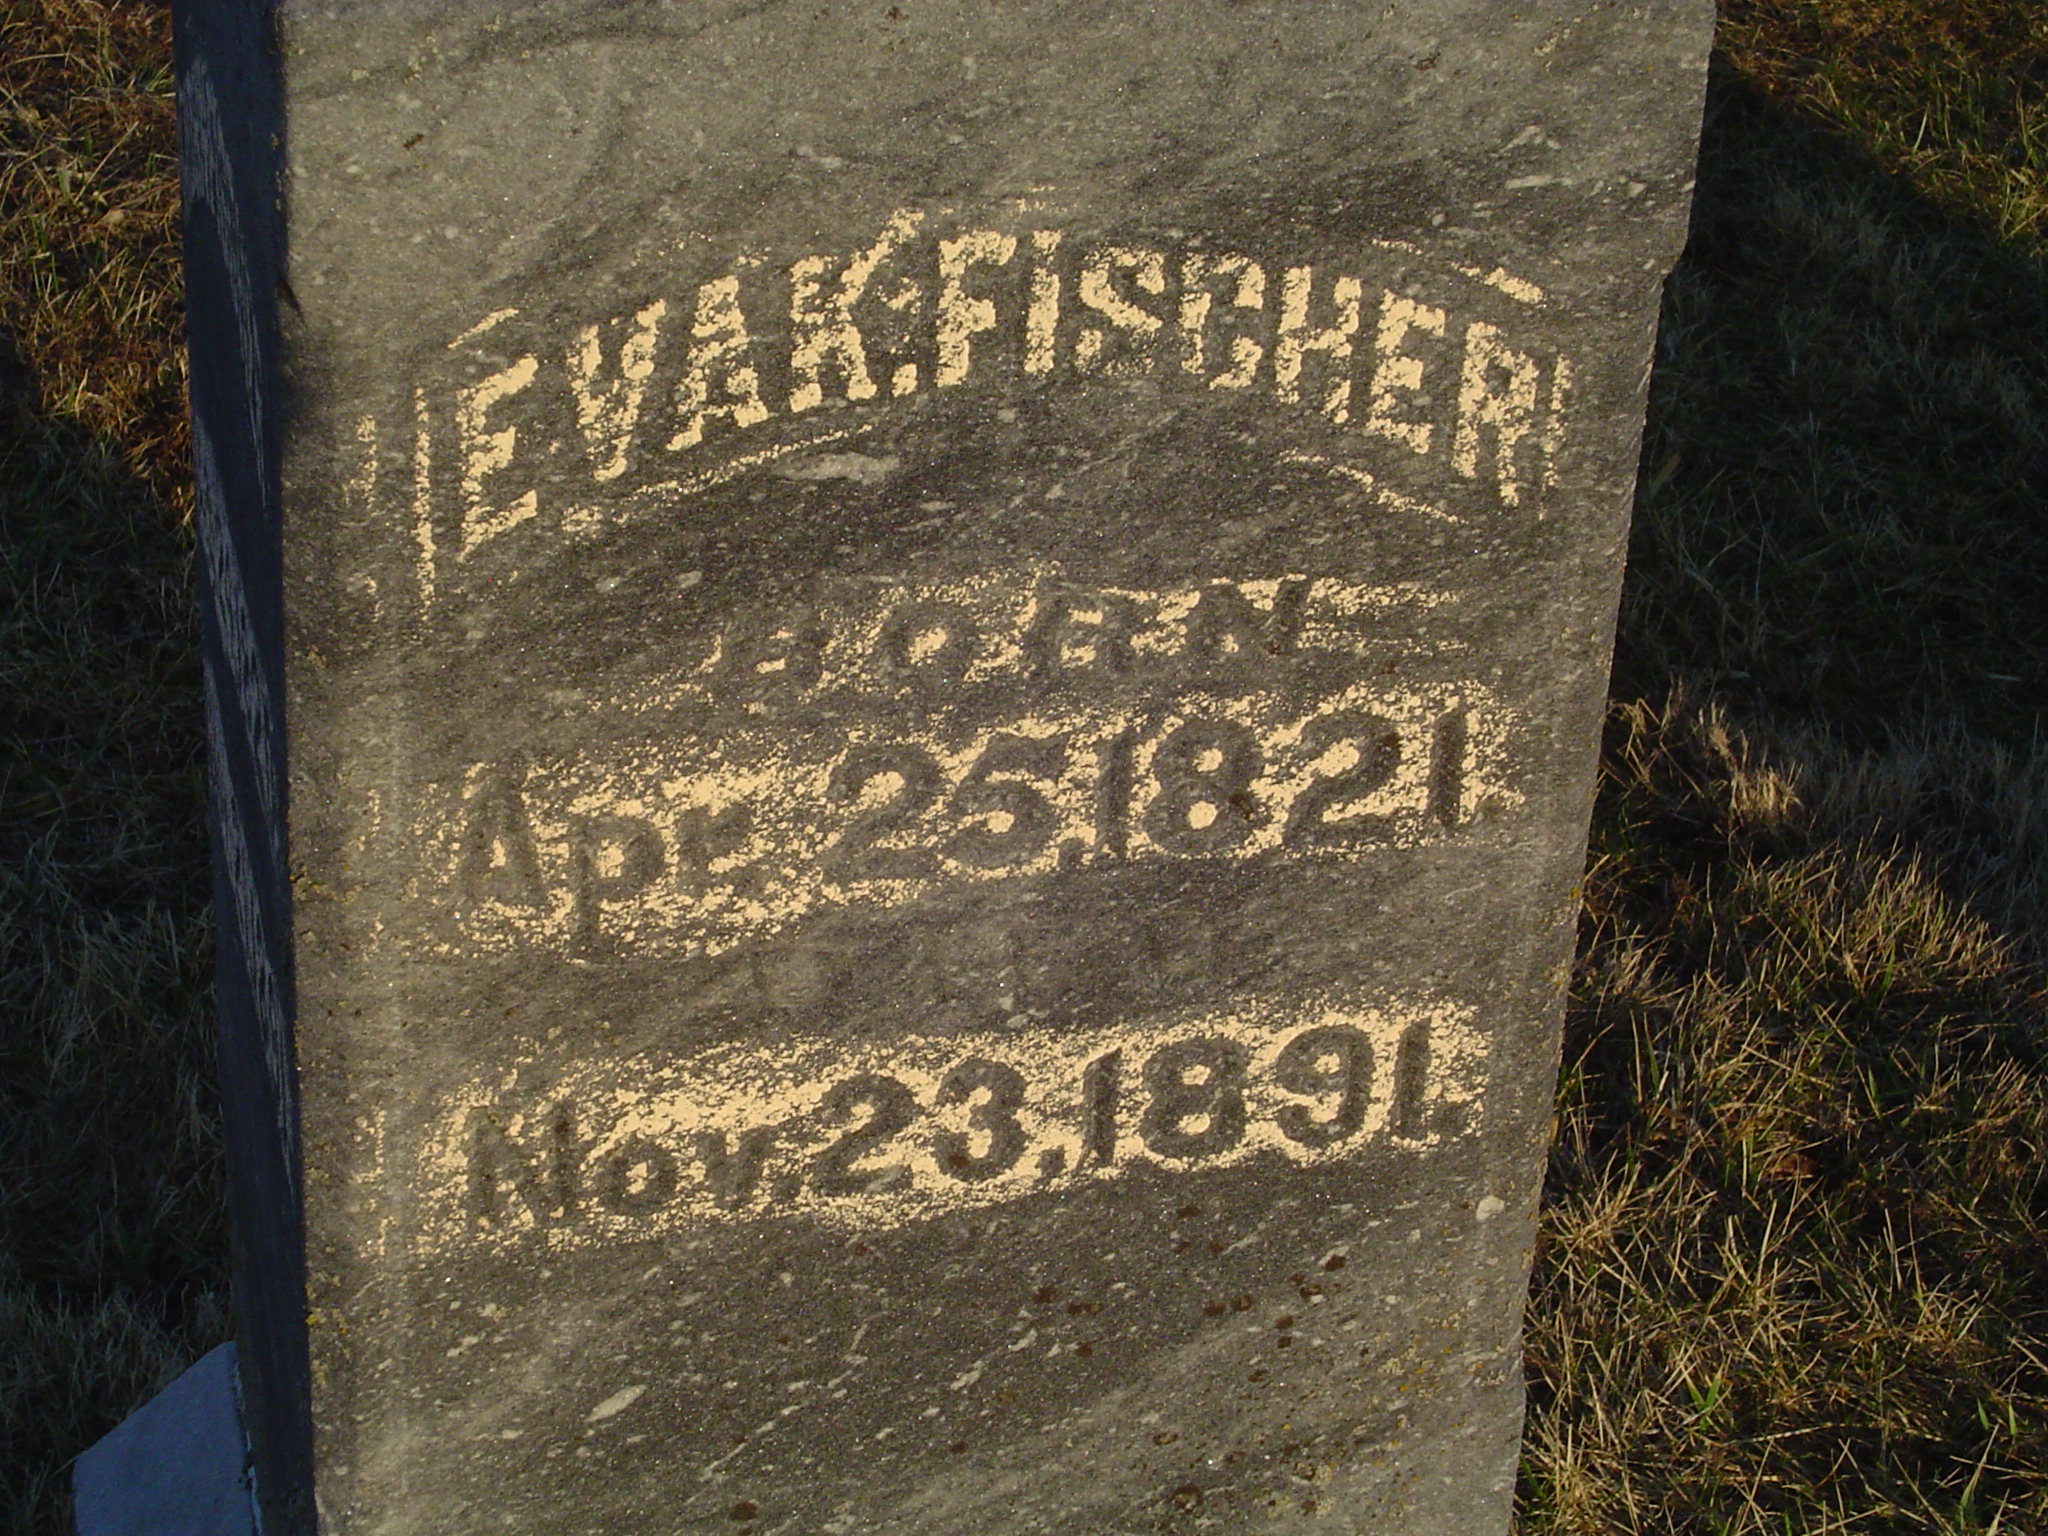 EVA K. FISCHER
BORN
Apr. 25, 1821.
Nov. 23, 1891.